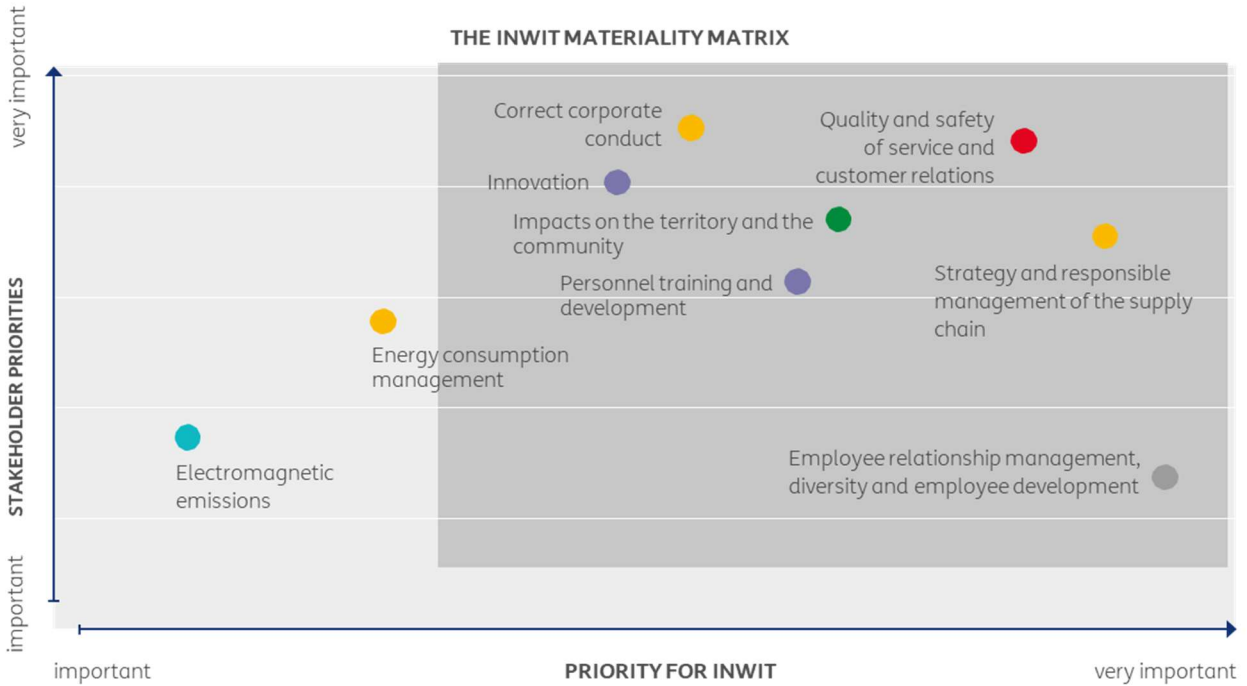 THE INWIT MATERIALITY MATRIX
very important
Correct corporate
conduct
Quality and safety
of service and
customer relations
Innovation
Impacts on the territory and the
community
Strategy and responsible
management of the supply
chain
Personnel training and
development
STAKEHOLDER PRIORITIES
Energy consumption
management
Electromagnetic
emissions
Employee relationship management,
diversity and employee development
important
important
PRIORITY FOR INWIT
very important